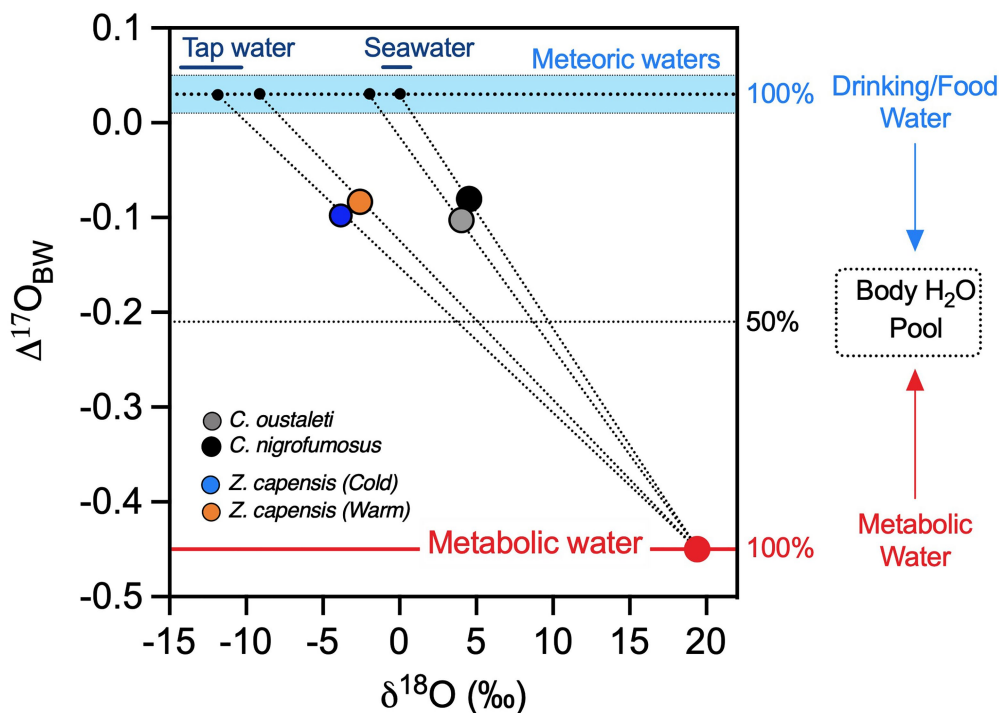 Tap water
Seawater
Meteoric waters
0.1
0.0
-0.1
-0.2
-0.3
-0.4
-0.5
Δ¹⁷O_BW
100%
50%
100%
C. oustaleti
C. nigrofumosus
Z. capensis (Cold)
Z. capensis (Warm)
Metabolic water
-15 -10 -5 0 5 10 15 20
δ¹⁸O (‰)
Drinking/Food
Water
Body H₂O
Pool
Metabolic
Water